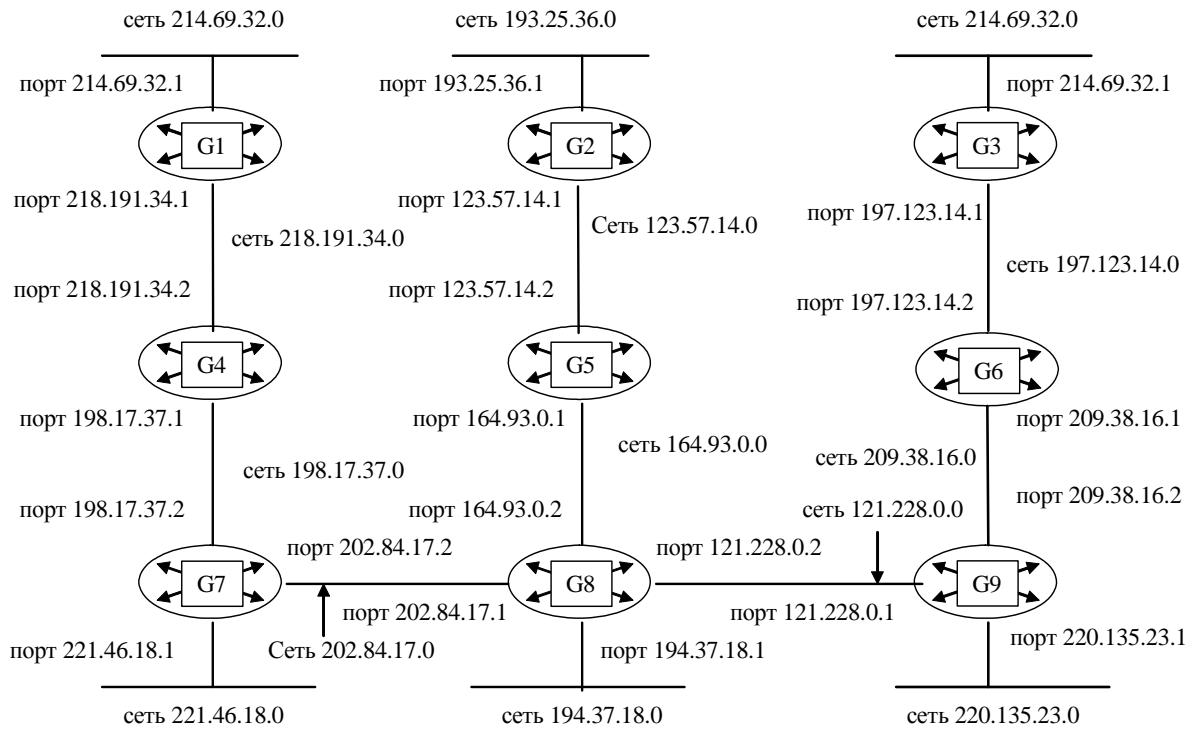 сеть 214.69.32.0
сеть 193.25.36.0
сеть 214.69.32.0
порт 214.69.32.1
порт 193.25.36.1
порт 214.69.32.1
G1
G2
G3
порт 218.191.34.1
порт 123.57.14.1
порт 197.123.14.1
сеть 218.191.34.0
Сеть 123.57.14.0
сеть 197.123.14.0
порт 218.191.34.2
порт 123.57.14.2
порт 197.123.14.2
G4
G5
G6
порт 198.17.37.1
порт 164.93.0.1
порт 209.38.16.1
сеть 198.17.37.0
сеть 164.93.0.0
сеть 209.38.16.0
порт 198.17.37.2
порт 164.93.0.2
сеть 121.228.0.0
порт 209.38.16.2
порт 202.84.17.2
порт 121.228.0.2
G7
G8
G9
порт 202.84.17.1
порт 121.228.0.1
порт 221.46.18.1
Сеть 202.84.17.0
порт 194.37.18.1
порт 220.135.23.1
сеть 221.46.18.0
сеть 194.37.18.0
сеть 220.135.23.0